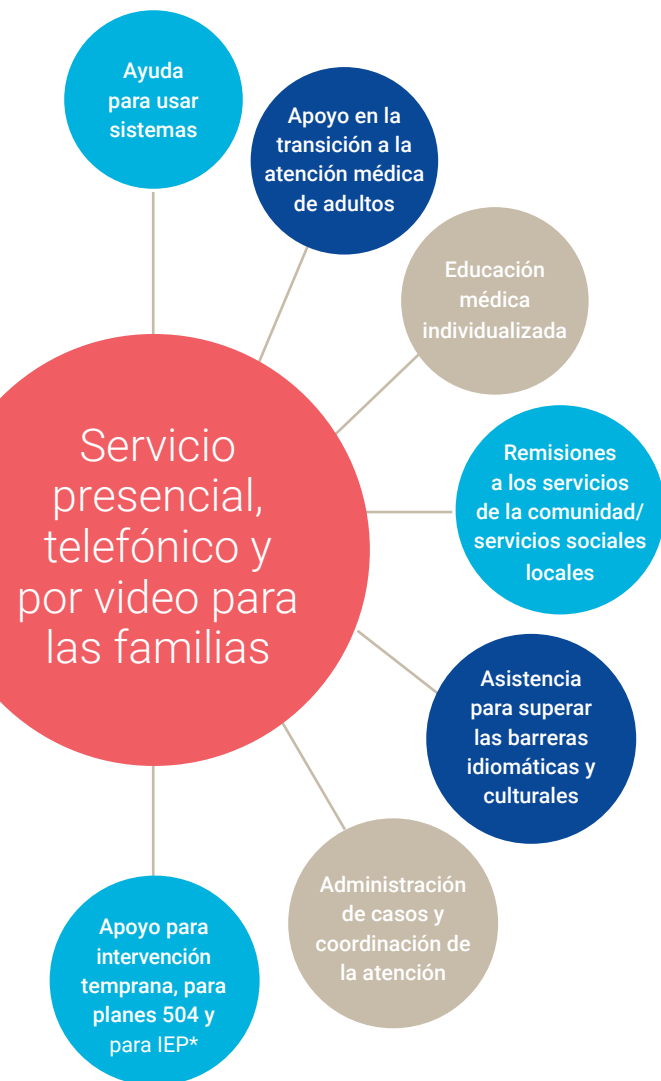 Ayuda
para usar
sistemas
Apoyo en la
transición a la
atención médica
de adultos
Educación
médica
individualizada
Servicio
presencial,
telefónico y
por video para
las familias
Remisiones
a los servicios
de la comunidad/
servicios sociales
locales
Asistencia
para superar
las barreras
idiomáticas y
culturales
Administración
de casos y
coordinación de
la atención
Apoyo para
intervención
temprana, para
planes 504 y
para IEP*